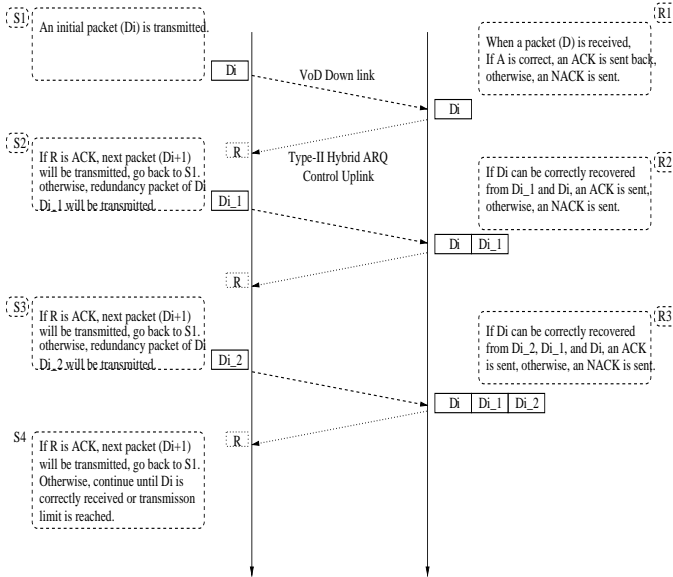 S1
An initial packet (Di) is transmitted.
R1
When a packet (D) is received,
If A is correct, an ACK is sent back,
otherwise, an NACK is sent.
Di
VoD Down link
Di
S2
If R is ACK, next packet (Di+1)
will be transmitted, go back to S1.
otherwise, redundancy packet of Di
Di_1 will be transmitted.
R
Type-II Hybrid ARQ
Control Uplink
R2
If Di can be correctly recovered
from Di_1 and Di, an ACK is sent,
otherwise, an NACK is sent.
Di_1
Di Di_1
R
S3
If R is ACK, next packet (Di+1)
will be transmitted, go back to S1.
otherwise, redundancy packet of Di
Di_2 will be transmitted.
R3
If Di can be correctly recovered
from Di_2, Di_1, and Di, an ACK
is sent, otherwise, an NACK is sent.
Di_2
Di Di_1 Di_2
S4
If R is ACK, next packet (Di+1)
will be transmitted, go back to S1.
Otherwise, continue until Di is
correctly received or transmisson
limit is reached.
R